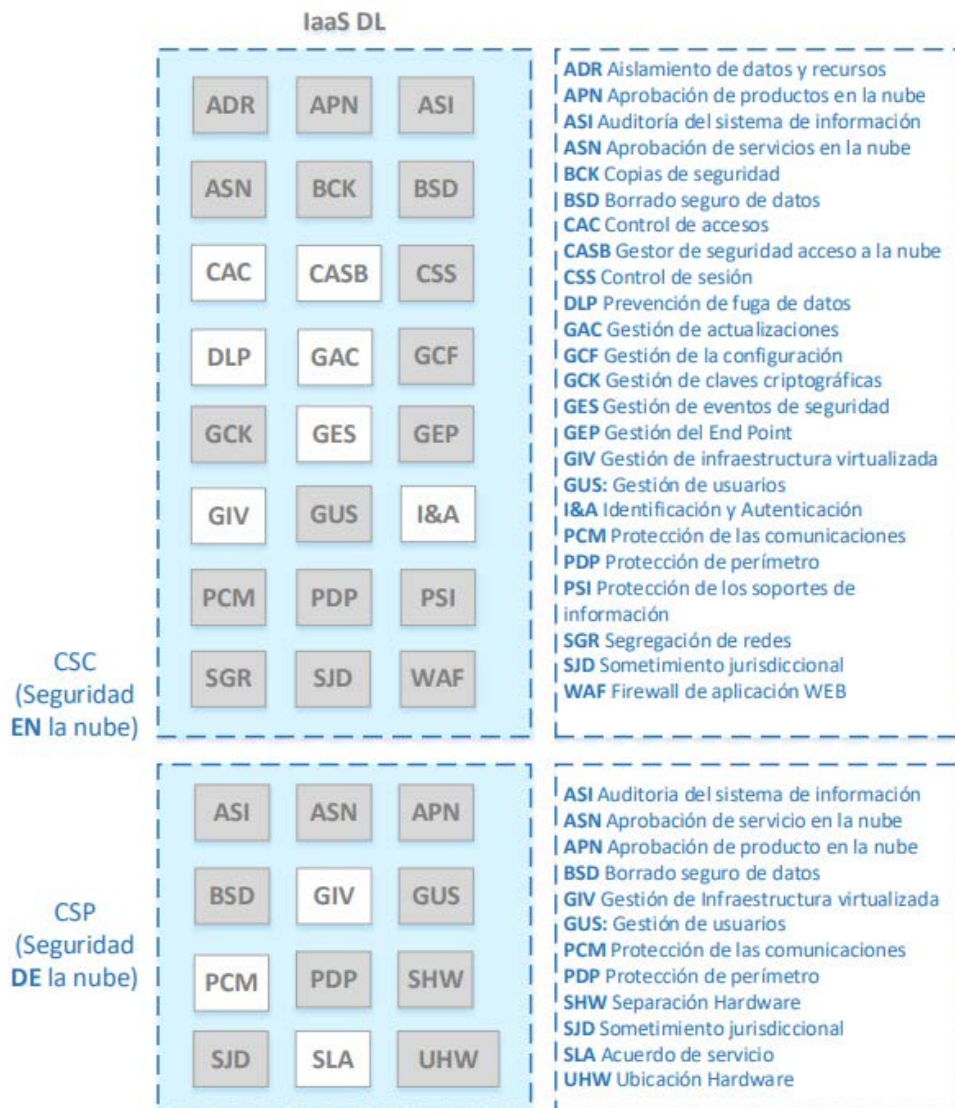 IaaS DL
ADR APN ASI
ASN BCK BSD
CAC CASB CSS
DLP GAC GCF
GCK GES GEP
GIV GUS I&A
PCM PDP PSI
SGR SJD WAF
CSC
(Seguridad
EN la nube)
ADR Aislamiento de datos y recursos
APN Aprobación de productos en la nube
ASI Auditoría del sistema de información
ASN Aprobación de servicios en la nube
BCK Copias de seguridad
BSD Borrado seguro de datos
CAC Control de accesos
CASB Gestor de seguridad acceso a la nube
CSS Control de sesión
DLP Prevención de fuga de datos
GAC Gestión de actualizaciones
GCF Gestión de la configuración
GCK Gestión de claves criptográficas
GES Gestión de eventos de seguridad
GEP Gestión del End Point
GIV Gestión de infraestructura virtualizada
GUS: Gestión de usuarios
I&A Identificación y Autenticación
PCM Protección de las comunicaciones
PDP Protección de perímetro
PSI Protección de los soportes de
información
SGR Segregación de redes
SJD Sometimiento jurisdiccional
WAF Firewall de aplicación WEB
ASI ASN APN
BSD GIV GUS
PCM PDP SHW
SJD SLA UHW
CSP
(Seguridad
DE la nube)
ASI Auditoria del sistema de información
ASN Aprobación de servicio en la nube
APN Aprobación de producto en la nube
BSD Borrado seguro de datos
GIV Gestión de Infraestructura virtualizada
GUS: Gestión de usuarios
PCM Protección de las comunicaciones
PDP Protección de perímetro
SHW Separación Hardware
SJD Sometimiento jurisdiccional
SLA Acuerdo de servicio
UHW Ubicación Hardware